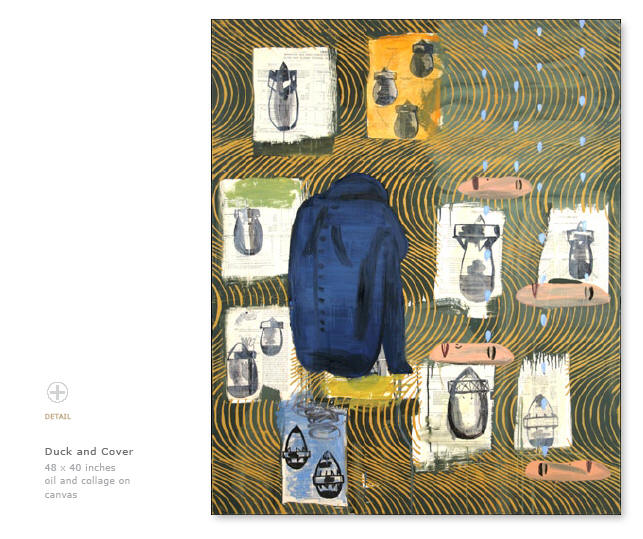 DETAIL
Duck and Cover
48 x 40 inches
oil and collage on
canvas